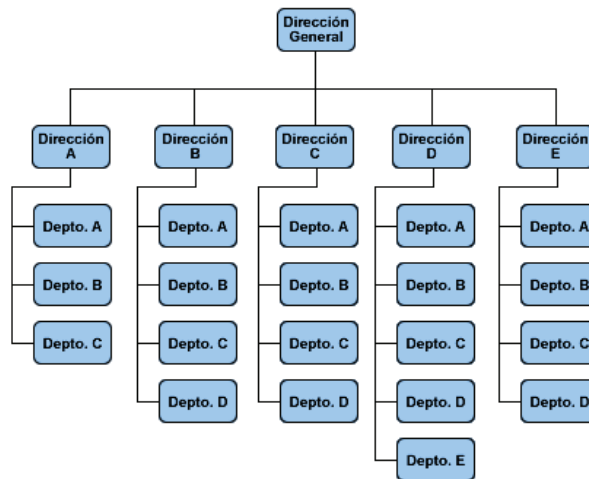 Dirección
General
Dirección
A
Dirección
B
Dirección
C
Dirección
D
Dirección
E
Depto. A
Depto. B
Depto. C
Depto. A
Depto. B
Depto. C
Depto. D
Depto. A
Depto. B
Depto. C
Depto. D
Depto. A
Depto. B
Depto. C
Depto. D
Depto. E
Depto. A
Depto. B
Depto. C
Depto. D